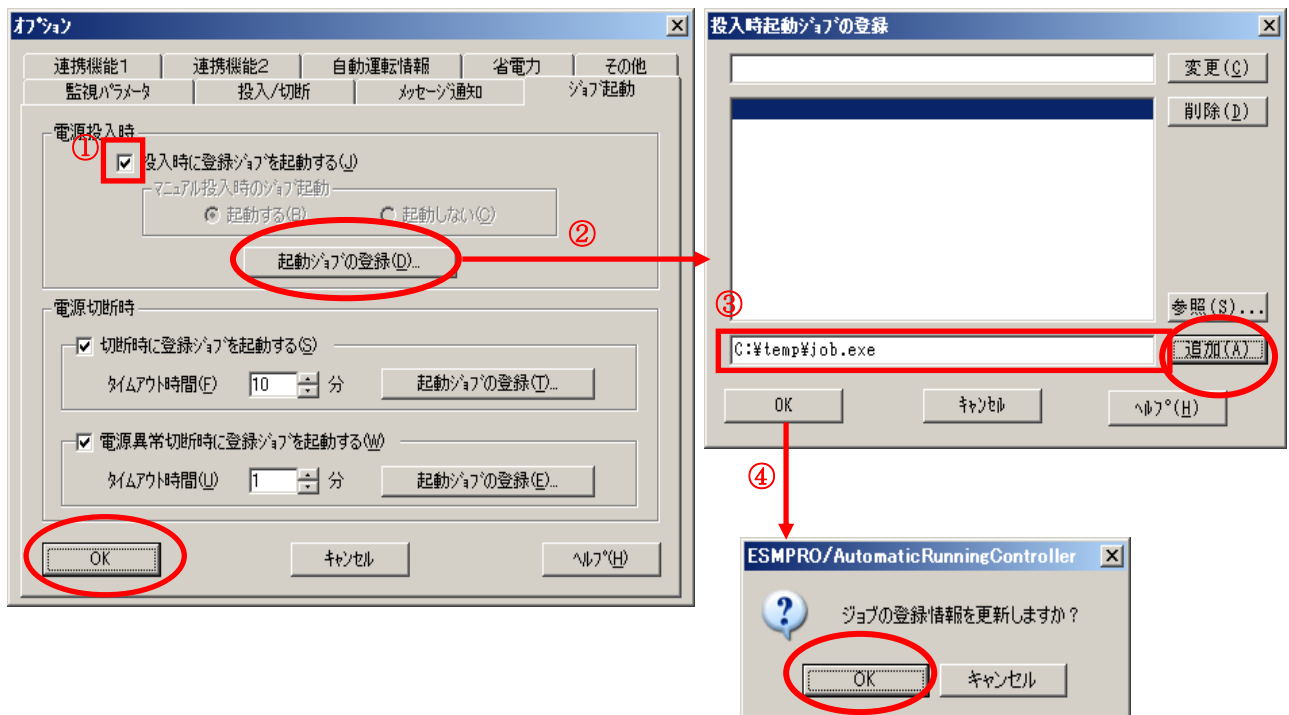 オプション
連携機能1 連携機能2 自動運転情報 省電力 その他
監視パラメータ 投入/切断 メッセージ通知 ジョブ起動
電源投入時
①
投入時に登録ジョブを起動する(J)
マニュアル投入時のジョブ起動
起動する(B) 起動しない(C)
②
起動ジョブの登録(D)...
電源切断時
切断時に登録ジョブを起動する(S)
タイムアウト時間(F) 10 分 起動ジョブの登録(T)...
電源異常切断時に登録ジョブを起動する(W)
タイムアウト時間(U) 1 分 起動ジョブの登録(E)...
OK キャンセル ヘルプ(H)
投入時起動ジョブの登録
変更(C)
削除(D)
③
参照(S)...
C:¥temp¥job.exe 追加(A)
OK キャンセル ヘルプ(H)
④
ESMPRO/AutomaticRunningController
ジョブの登録情報を更新しますか？
OK キャンセル